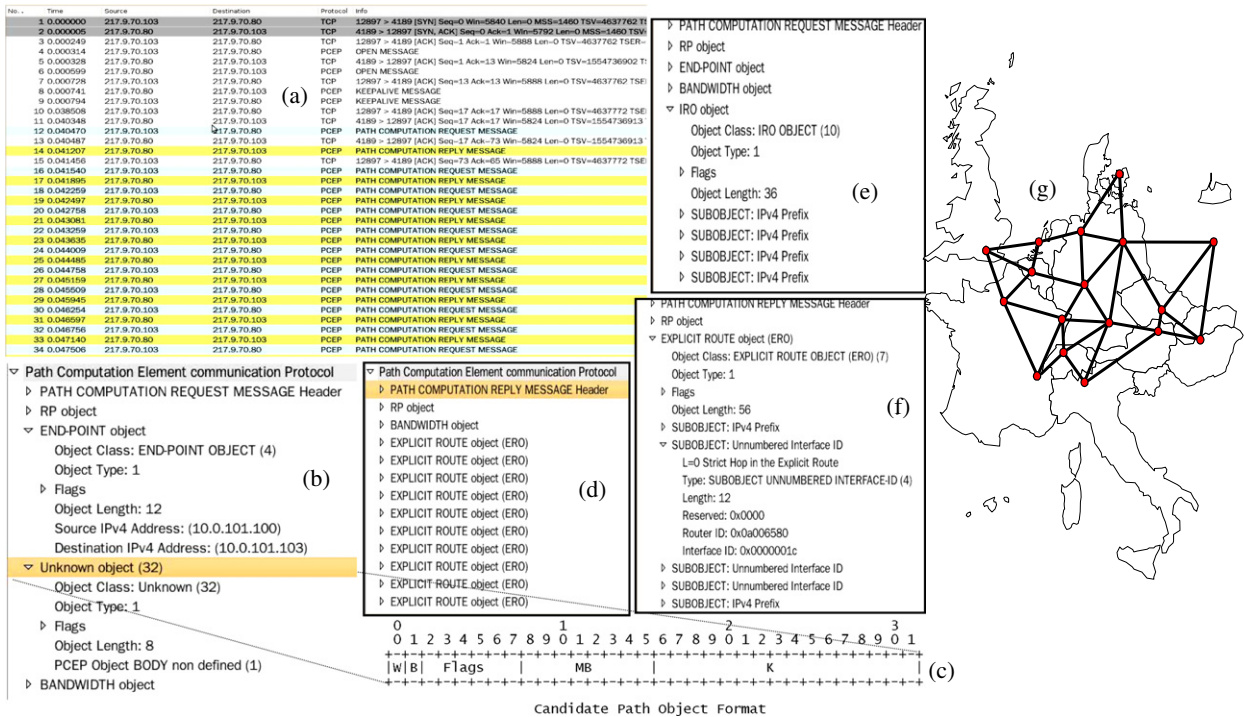 No. . Time Source Destination Protocol Info
1 0.000000 217.9.70.103 217.9.70.80 TCP 12897 > 4189 [SYN] Seq=0 Win=5840 Len=0 MSS=1460 TSV=4637762 TS
2 0.000005 217.9.70.80 217.9.70.103 TCP 4189 > 12897 [SYN, ACK] Seq=0 Ack=1 Win=5792 Len=0 MSS=1460 TSV
3 0.000249 217.9.70.103 217.9.70.80 TCP 12897 > 4189 [ACK] Seq=1 Ack=1 Win=5888 Len=0 TSV=4637762 TSER=
4 0.000314 217.9.70.103 217.9.70.80 PCEP OPEN MESSAGE
5 0.000328 217.9.70.80 217.9.70.103 TCP 4189 > 12897 [ACK] Seq=1 Ack=13 Win=5824 Len=0 TSV=1554736902 T
6 0.000599 217.9.70.80 217.9.70.103 PCEP OPEN MESSAGE
7 0.000728 217.9.70.103 217.9.70.80 TCP 12897 > 4189 [ACK] Seq=13 Ack=13 Win=5888 Len=0 TSV=4637762 TSE
8 0.000741 217.9.70.103 217.9.70.80 PCEP KEEPALIVE MESSAGE
9 0.000794 217.9.70.80 217.9.70.103 PCEP KEEPALIVE MESSAGE
10 0.038508 217.9.70.103 217.9.70.80 TCP 12897 > 4189 [ACK] Seq=17 Ack=17 Win=5888 Len=0 TSV=4637772 TSE
11 0.040348 217.9.70.80 217.9.70.103 TCP 4189 > 12897 [ACK] Seq=17 Ack=17 Win=5824 Len=0 TSV=1554736913
12 0.040470 217.9.70.103 217.9.70.80 PCEP PATH COMPUTATION REQUEST MESSAGE
13 0.040487 217.9.70.80 217.9.70.103 TCP 4189 > 12897 [ACK] Seq=17 Ack=73 Win=5824 Len=0 TSV=1554736913
14 0.041207 217.9.70.80 217.9.70.103 PCEP PATH COMPUTATION REPLY MESSAGE
15 0.041456 217.9.70.103 217.9.70.80 TCP 12897 > 4189 [ACK] Seq=73 Ack=65 Win=5888 Len=0 TSV=4637772 TSE
16 0.041540 217.9.70.103 217.9.70.80 PCEP PATH COMPUTATION REQUEST MESSAGE
17 0.041895 217.9.70.80 217.9.70.103 PCEP PATH COMPUTATION REPLY MESSAGE
18 0.042259 217.9.70.103 217.9.70.80 PCEP PATH COMPUTATION REQUEST MESSAGE
19 0.042497 217.9.70.80 217.9.70.103 PCEP PATH COMPUTATION REPLY MESSAGE
20 0.042758 217.9.70.103 217.9.70.80 PCEP PATH COMPUTATION REQUEST MESSAGE
21 0.043081 217.9.70.80 217.9.70.103 PCEP PATH COMPUTATION REPLY MESSAGE
22 0.043259 217.9.70.103 217.9.70.80 PCEP PATH COMPUTATION REQUEST MESSAGE
23 0.043635 217.9.70.80 217.9.70.103 PCEP PATH COMPUTATION REPLY MESSAGE
24 0.044009 217.9.70.103 217.9.70.80 PCEP PATH COMPUTATION REQUEST MESSAGE
25 0.044485 217.9.70.80 217.9.70.103 PCEP PATH COMPUTATION REPLY MESSAGE
26 0.044758 217.9.70.103 217.9.70.80 PCEP PATH COMPUTATION REQUEST MESSAGE
27 0.045159 217.9.70.80 217.9.70.103 PCEP PATH COMPUTATION REPLY MESSAGE
28 0.045509 217.9.70.103 217.9.70.80 PCEP PATH COMPUTATION REQUEST MESSAGE
29 0.045945 217.9.70.80 217.9.70.103 PCEP PATH COMPUTATION REPLY MESSAGE
30 0.046254 217.9.70.103 217.9.70.80 PCEP PATH COMPUTATION REQUEST MESSAGE
31 0.046597 217.9.70.80 217.9.70.103 PCEP PATH COMPUTATION REPLY MESSAGE
32 0.046756 217.9.70.103 217.9.70.80 PCEP PATH COMPUTATION REQUEST MESSAGE
33 0.047140 217.9.70.80 217.9.70.103 PCEP PATH COMPUTATION REPLY MESSAGE
34 0.047506 217.9.70.103 217.9.70.80 PCEP PATH COMPUTATION REQUEST MESSAGE
(a)
PATH COMPUTATION REQUEST MESSAGE Header
RP object
END-POINT object
BANDWIDTH object
IRO object
Object Class: IRO OBJECT (10)
Object Type: 1
Flags
Object Length: 36
SUBOBJECT: IPv4 Prefix
SUBOBJECT: IPv4 Prefix
SUBOBJECT: IPv4 Prefix
SUBOBJECT: IPv4 Prefix
(e)
(g)
Path Computation Element communication Protocol
PATH COMPUTATION REQUEST MESSAGE Header
RP object
END-POINT object
Object Class: END-POINT OBJECT (4)
Object Type: 1
Flags
Object Length: 12
Source IPv4 Address: (10.0.101.100)
Destination IPv4 Address: (10.0.101.103)
Unknown object (32)
Object Class: Unknown (32)
Object Type: 1
Flags
Object Length: 8
PCEP Object BODY non defined (1)
BANDWIDTH object
(b)
Path Computation Element communication Protocol
PATH COMPUTATION REPLY MESSAGE Header
RP object
BANDWIDTH object
EXPLICIT ROUTE object (ERO)
EXPLICIT ROUTE object (ERO)
EXPLICIT ROUTE object (ERO)
EXPLICIT ROUTE object (ERO)
EXPLICIT ROUTE object (ERO)
EXPLICIT ROUTE object (ERO)
EXPLICIT ROUTE object (ERO)
EXPLICIT ROUTE object (ERO)
EXPLICIT ROUTE object (ERO)
EXPLICIT ROUTE object (ERO)
(d)
PATH COMPUTATION REPLY MESSAGE Header
RP object
EXPLICIT ROUTE object (ERO)
Object Class: EXPLICIT ROUTE OBJECT (ERO) (7)
Object Type: 1
Flags
Object Length: 56
SUBOBJECT: IPv4 Prefix
SUBOBJECT: Unnumbered Interface ID
L=0 Strict Hop in the Explicit Route
Type: SUBOBJECT UNNUMBERED INTERFACE-ID (4)
Length: 12
Reserved: 0x0000
Router ID: 0x0a006580
Interface ID: 0x0000001c
SUBOBJECT: Unnumbered Interface ID
SUBOBJECT: Unnumbered Interface ID
SUBOBJECT: IPv4 Prefix
(f)
0 1 2 3
0 1 2 3 4 5 6 7 8 9 0 1 2 3 4 5 6 7 8 9 0 1 2 3 4 5 6 7 8 9 0 1
|W|B| Flags | MB | K |
(c)
Candidate Path Object Format